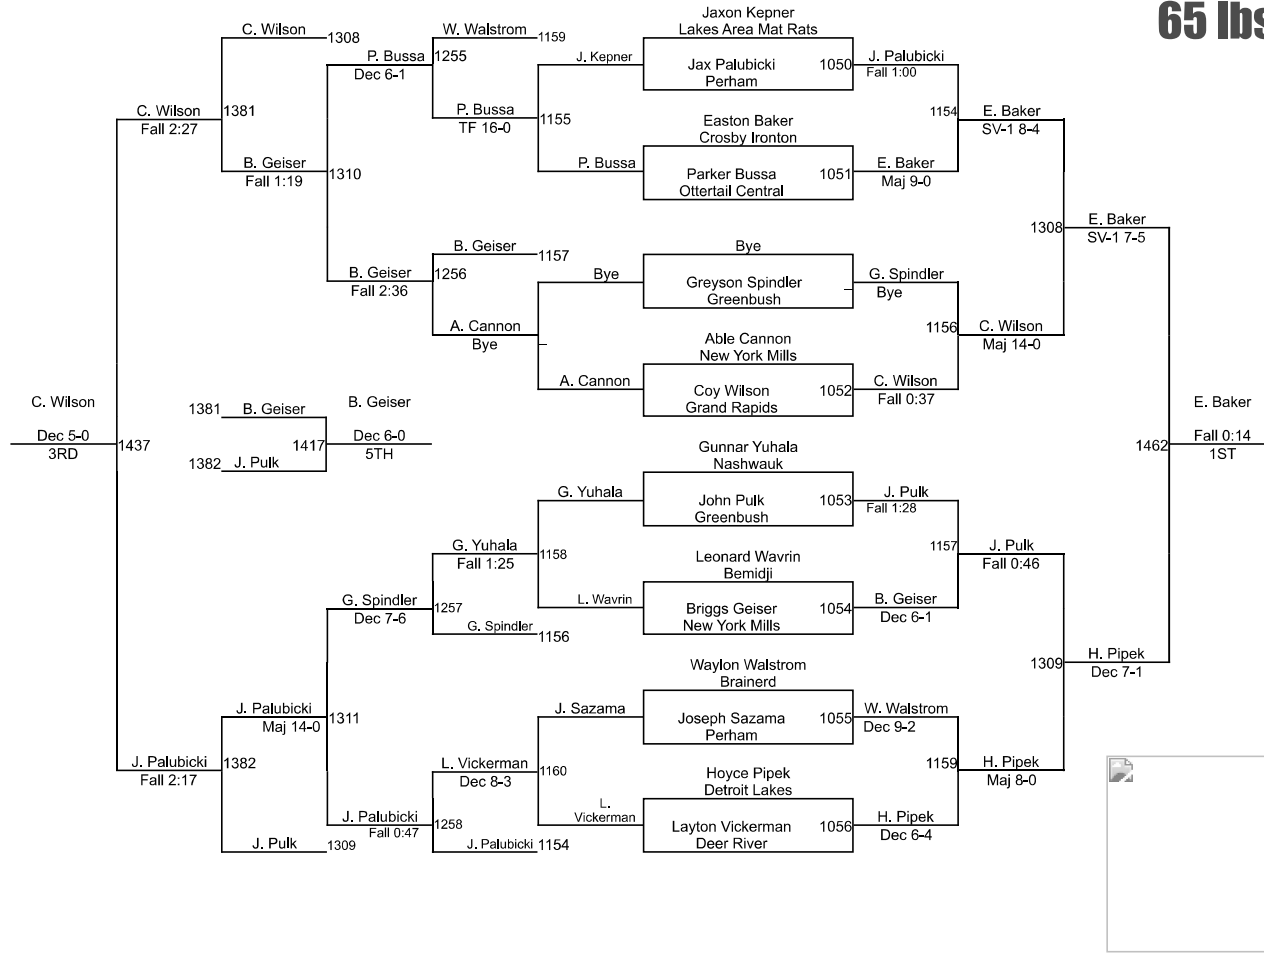 65 lbs
Jaxon Kepner
C. Wilson
1308
W. Walstrom
1159
Lakes Area Mat Rats
P. Bussa
1255
J. Kepner
Jax Palubicki
1050
J. Palubicki
Dec 6-1
Perham
Fall 1:00
C. Wilson
1381
P. Bussa
1155
Easton Baker
1154
E. Baker
Fall 2:27
TF 16-0
Crosby Ironton
SV-1 8-4
B. Geiser
1310
P. Bussa
Parker Bussa
1051
E. Baker
Fall 1:19
Ottertail Central
Maj 9-0
1308
E. Baker
SV-1 7-5
B. Geiser
1157
Bye
B. Geiser
1256
Bye
Greyson Spindler
G. Spindler
Fall 2:36
Greenbush
Bye
A. Cannon
Able Cannon
1156
C. Wilson
Bye
New York Mills
Maj 14-0
A. Cannon
Coy Wilson
1052
C. Wilson
Grand Rapids
Fall 0:37
C. Wilson
1381
B. Geiser
B. Geiser
E. Baker
Dec 5-0
1437
1417
Dec 6-0
1462
Fall 0:14
3RD
1382
J. Pulk
5TH
1ST
Gunnar Yuhala
Nashwauk
G. Yuhala
John Pulk
1053
J. Pulk
Greenbush
Fall 1:28
G. Yuhala
1158
Leonard Wavrin
1157
J. Pulk
Fall 1:25
Bemidji
Fall 0:46
G. Spindler
1257
L. Wavrin
Briggs Geiser
1054
B. Geiser
Dec 7-6
G. Spindler
1156
New York Mills
Dec 6-1
Waylon Walstrom
1309
H. Pipek
Brainerd
Dec 7-1
J. Palubicki
1311
J. Sazama
Joseph Sazama
1055
W. Walstrom
Maj 14-0
Perham
Dec 9-2
J. Palubicki
1382
L. Vickerman
1160
Hoyce Pipek
1159
H. Pipek
Fall 2:17
Dec 8-3
Detroit Lakes
Maj 8-0
J. Palubicki
1258
L.
Vickerman
Layton Vickerman
1056
H. Pipek
Fall 0:47
Deer River
Dec 6-4
J. Pulk
1309
J. Palubicki
1154